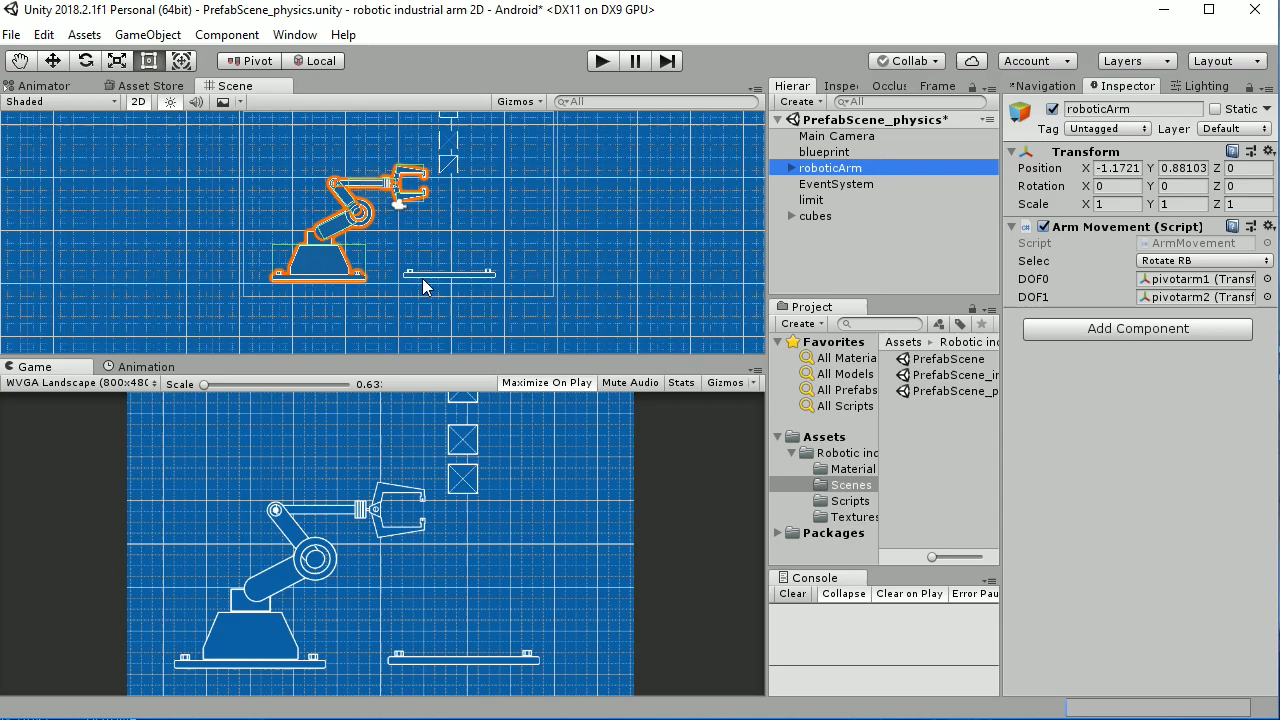 Unity 2018.2.1f1 Personal (64bit) - PrefabScene_physics.unity - robotic industrial arm 2D - Android* <DX11 on DX9 GPU>
File Edit Assets GameObject Component Window Help
Pivot Local Collab Account Layers Layout
Animator Asset Store Scene
Shaded 2D Gizmos All
Hierar Inspe Occlus Frame
Create All
PrefabScene_physics*
Main Camera
blueprint
roboticArm
EventSystem
limit
cubes
Navigation Inspector Lighting
roboticArm Static
Tag Untagged Layer Default
Transform
Position X -1.1721 Y 0.88103 Z 0
Rotation X 0 Y 0 Z 0
Scale X 1 Y 1 Z 1
Arm Movement (Script)
Script ArmMovement
Selec Rotate RB
DOF0 pivotarm1 (Transf
DOF1 pivotarm2 (Transf
Add Component
Project
Create
Favorites
All Materia
All Models
All Prefabs
All Scripts
Assets
Robotic ind
Material
Scenes
Scripts
Textures
Packages
Assets Robotic in
PrefabScene
PrefabScene_in
PrefabScene_p
Console
Clear Collapse Clear on Play Error Pau
Game Animation
WVGA Landscape (800x480 Scale 0.63: Maximize On Play Mute Audio Stats Gizmos